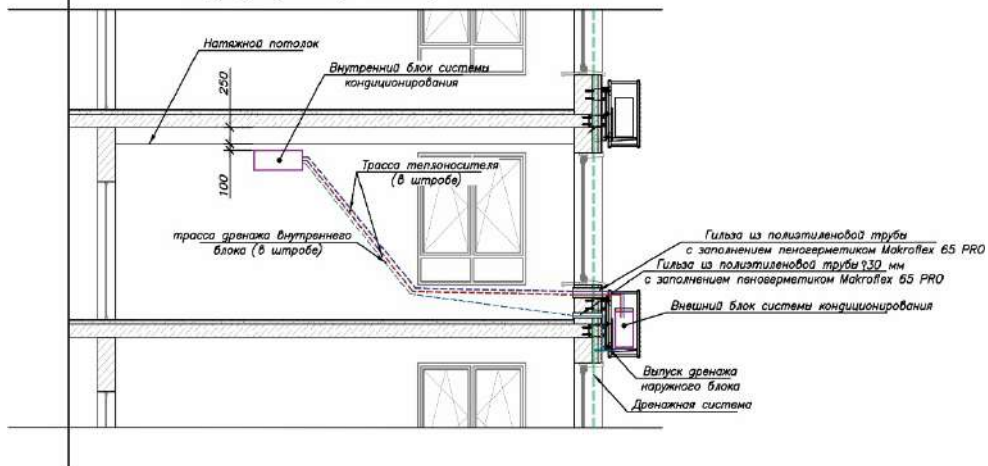 Натяжной потолок
Внутренний блок системы
кондиционирования
250
100
Трасса теплоносителя
(в штробе)
трасса дренажа внутреннего
блока (в штробе)
Гильза из полиэтиленовой трубы
с заполнением пеногерметиком Makroflex 65 PRO
Гильза из полиэтиленовой трубы ?30 мм
с заполнением пеногерметиком Makroflex 65 PRO
Внешний блок системы кондиционирования
Выпуск дренажа
наружного блока
Дренажная система